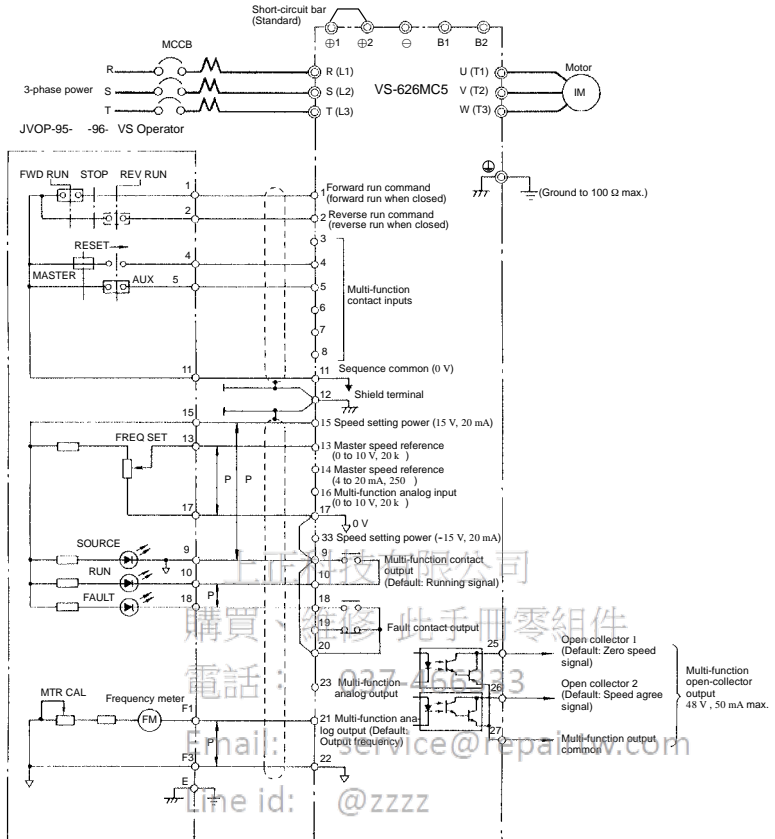 Short-circuit bar
(Standard)
⊕1 ⊕2 ⊖ B1 B2
MCCB
3-phase power
R
S
T
R (L1)
S (L2)
T (L3)
VS-626MC5
U (T1)
V (T2)
W (T3)
Motor
IM
JVOP-95- -96- VS Operator
(Ground to 100 Ω max.)
FWD RUN STOP REV RUN
1
1
Forward run command
(forward run when closed)
2
2
Reverse run command
(reverse run when closed)
3
RESET
4
4
MASTER
AUX
5
5
Multi-function
contact inputs
6
7
8
11
11
Sequence common (0 V)
12
Shield terminal
15
15 Speed setting power (15 V, 20 mA)
FREQ SET
13
13 Master speed reference
(0 to 10 V, 20 k )
14 Master speed reference
(4 to 20 mA, 250 )
P
P
16 Multi-function analog input
(0 to 10 V, 20 k )
17
17
0 V
33 Speed setting power (-15 V, 20 mA)
SOURCE
9
9
Multi-function contact
output
(Default: Running signal)
上正科技有限公司
RUN
10
10
FAULT
18
P
18
19
Fault contact output
20
購買、維修 此手冊零組件
25
Open collector 1
(Default: Zero speed
signal)
電話： 037-466333
23
Multi-function
analog output
26
Open collector 2
(Default: Speed agree
signal)
Multi-function
open-collector
output
48 V , 50 mA max.
MTR CAL
Frequency meter
FM
F1
21 Multi-function ana-
log output (Default:
Output frequency)
27
Multi-function output
common
Email: service@repairtw.com
P
F3
22
E
Line id: @zzzz